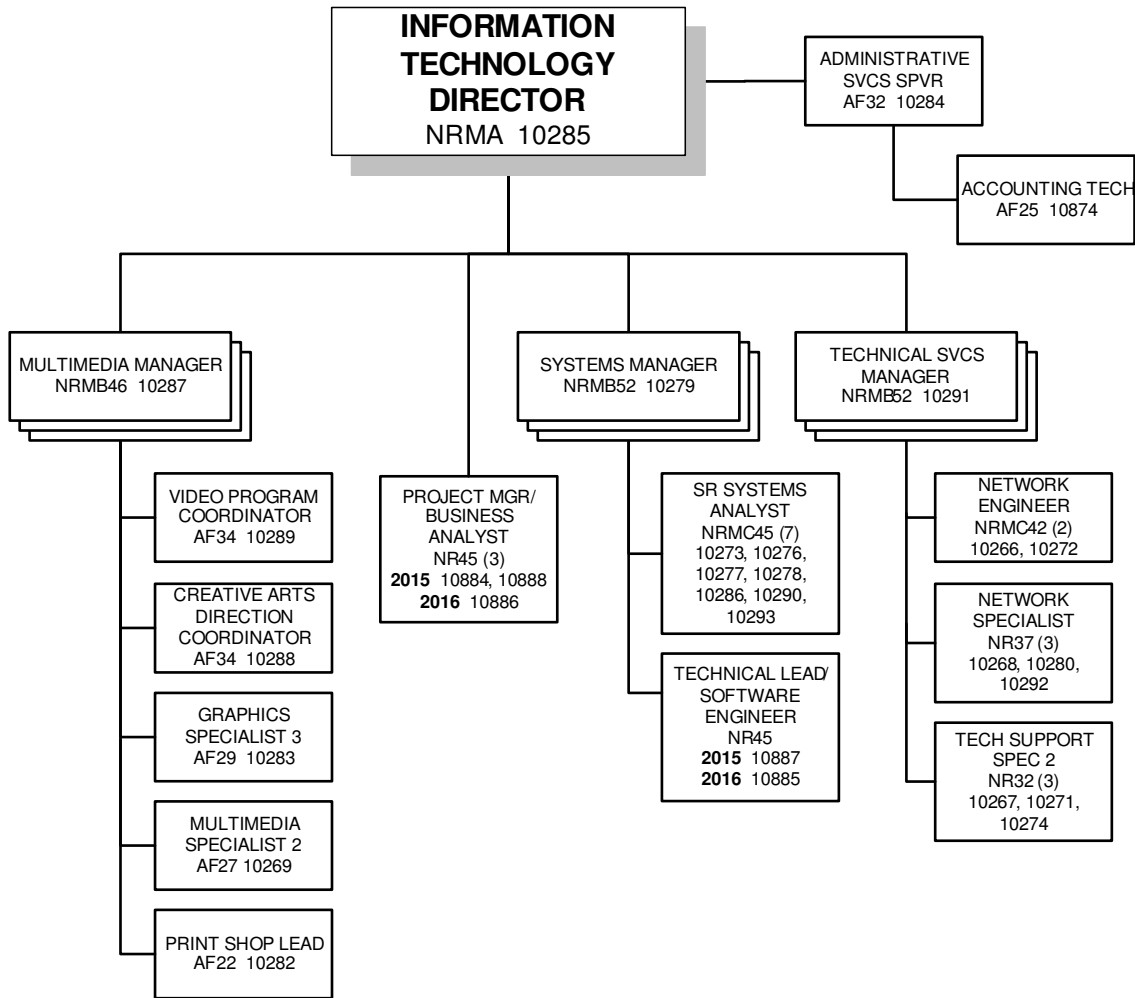 INFORMATION
TECHNOLOGY
DIRECTOR
NRMA 10285
ADMINISTRATIVE
SVCS SPVR
AF32 10284
ACCOUNTING TECH
AF25 10874
MULTIMEDIA MANAGER
NRMB46 10287
VIDEO PROGRAM
COORDINATOR
AF34 10289
CREATIVE ARTS
DIRECTION
COORDINATOR
AF34 10288
GRAPHICS
SPECIALIST 3
AF29 10283
MULTIMEDIA
SPECIALIST 2
AF27 10269
PRINT SHOP LEAD
AF22 10282
PROJECT MGR/
BUSINESS
ANALYST
NR45 (3)
2015 10884, 10888
2016 10886
SYSTEMS MANAGER
NRMB52 10279
SR SYSTEMS
ANALYST
NRMC45 (7)
10273, 10276,
10277, 10278,
10286, 10290,
10293
TECHNICAL LEAD/
SOFTWARE
ENGINEER
NR45
2015 10887
2016 10885
TECHNICAL SVCS
MANAGER
NRMB52 10291
NETWORK
ENGINEER
NRMC42 (2)
10266, 10272
NETWORK
SPECIALIST
NR37 (3)
10268, 10280,
10292
TECH SUPPORT
SPEC 2
NR32 (3)
10267, 10271,
10274